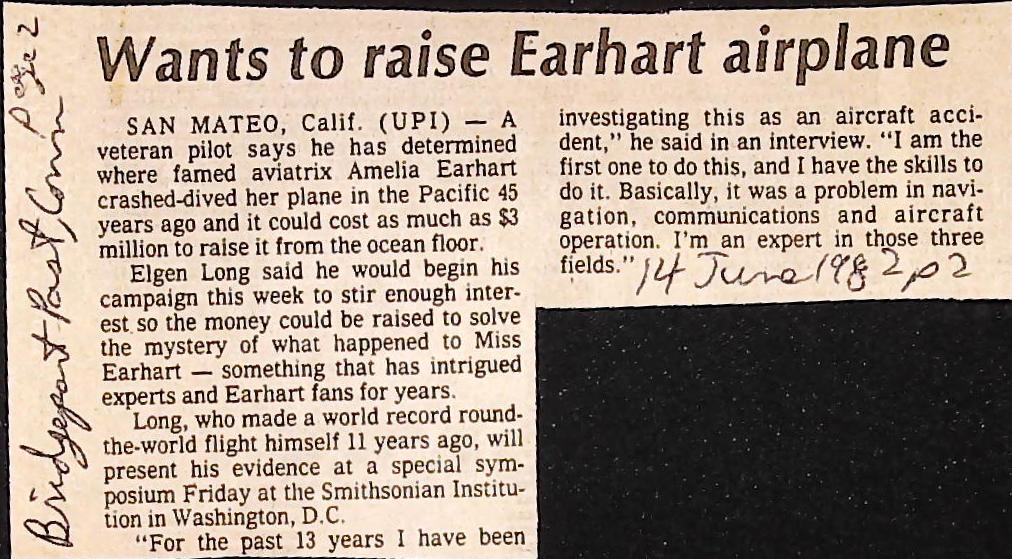 Wants to raise Earhart airplane
SAN MATEO, Calif. (UPI) — A
veteran pilot says he has determined
where famed aviatrix Amelia Earhart
crashed-dived her plane in the Pacific 45
years ago and it could cost as much as $3
million to raise it from the ocean floor.
Elgen Long said he would begin his
campaign this week to stir enough inter-
est so the money could be raised to solve
the mystery of what happened to Miss
Earhart — something that has intrigued
experts and Earhart fans for years.
Long, who made a world record round-
the-world flight himself 11 years ago, will
present his evidence at a special sym-
posium Friday at the Smithsonian Institu-
tion in Washington, D.C.
"For the past 13 years I have been
investigating this as an aircraft acci-
dent," he said in an interview. "I am the
first one to do this, and I have the skills to
do it. Basically, it was a problem in navi-
gation, communications and aircraft
operation. I'm an expert in those three
fields."
14 June 1982 p2
Bridgeport Post, Conn Page 2